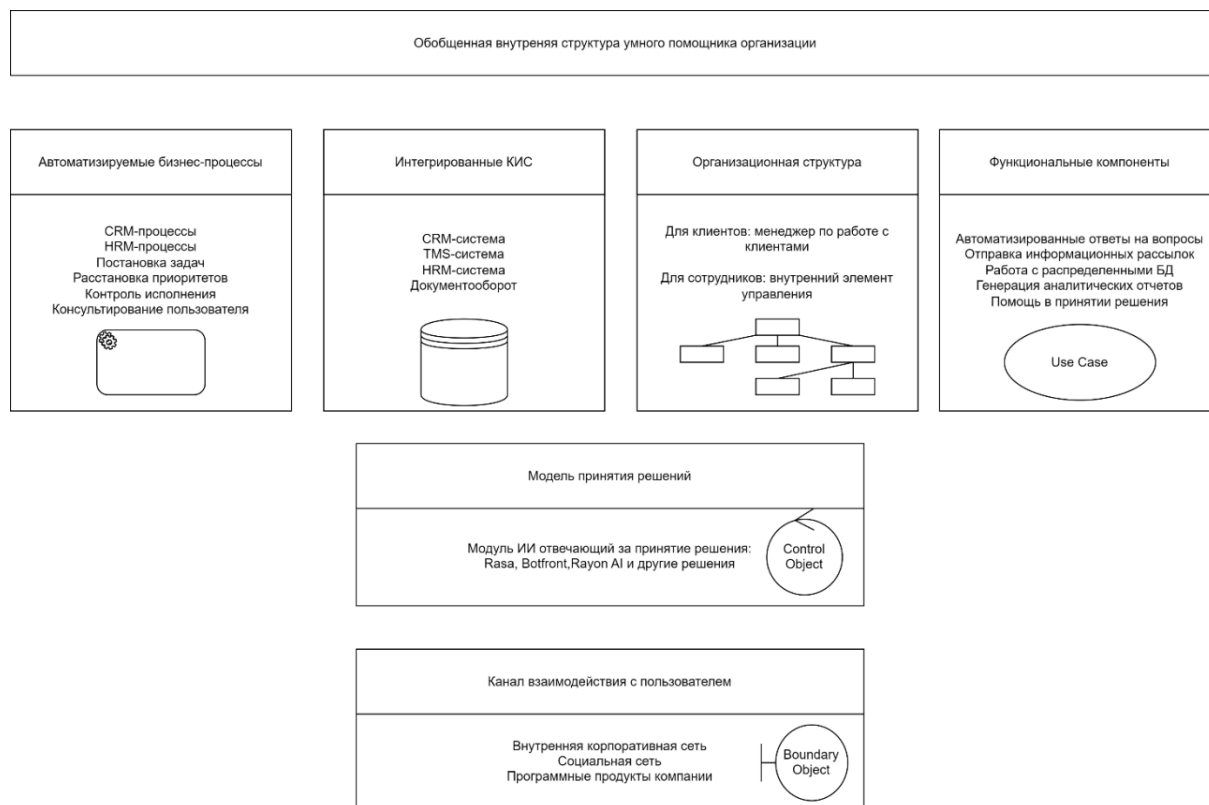 Обобщенная внутреняя структура умного помощника организации
Автоматизируемые бизнес-процессы
CRM-процессы
HRM-процессы
Постановка задач
Расстановка приоритетов
Контроль исполнения
Консультирование пользователя
Интегрированные КИС
CRM-система
TMS-система
HRM-система
Документооборот
Организационная структура
Для клиентов: менеджер по работе с
клиентами
Для сотрудников: внутренний элемент
управления
Функциональные компоненты
Автоматизированные ответы на вопросы
Отправка информационных рассылок
Работа с распределенными БД
Генерация аналитических отчетов
Помощь в принятии решения
Use Case
Модель принятия решений
Модуль ИИ отвечающий за принятие решения:
Rasa, Botfront,Rayon AI и другие решения
Control
Object
Канал взаимодействия с пользователем
Внутренняя корпоративная сеть
Социальная сеть
Программные продукты компании
Boundary
Object